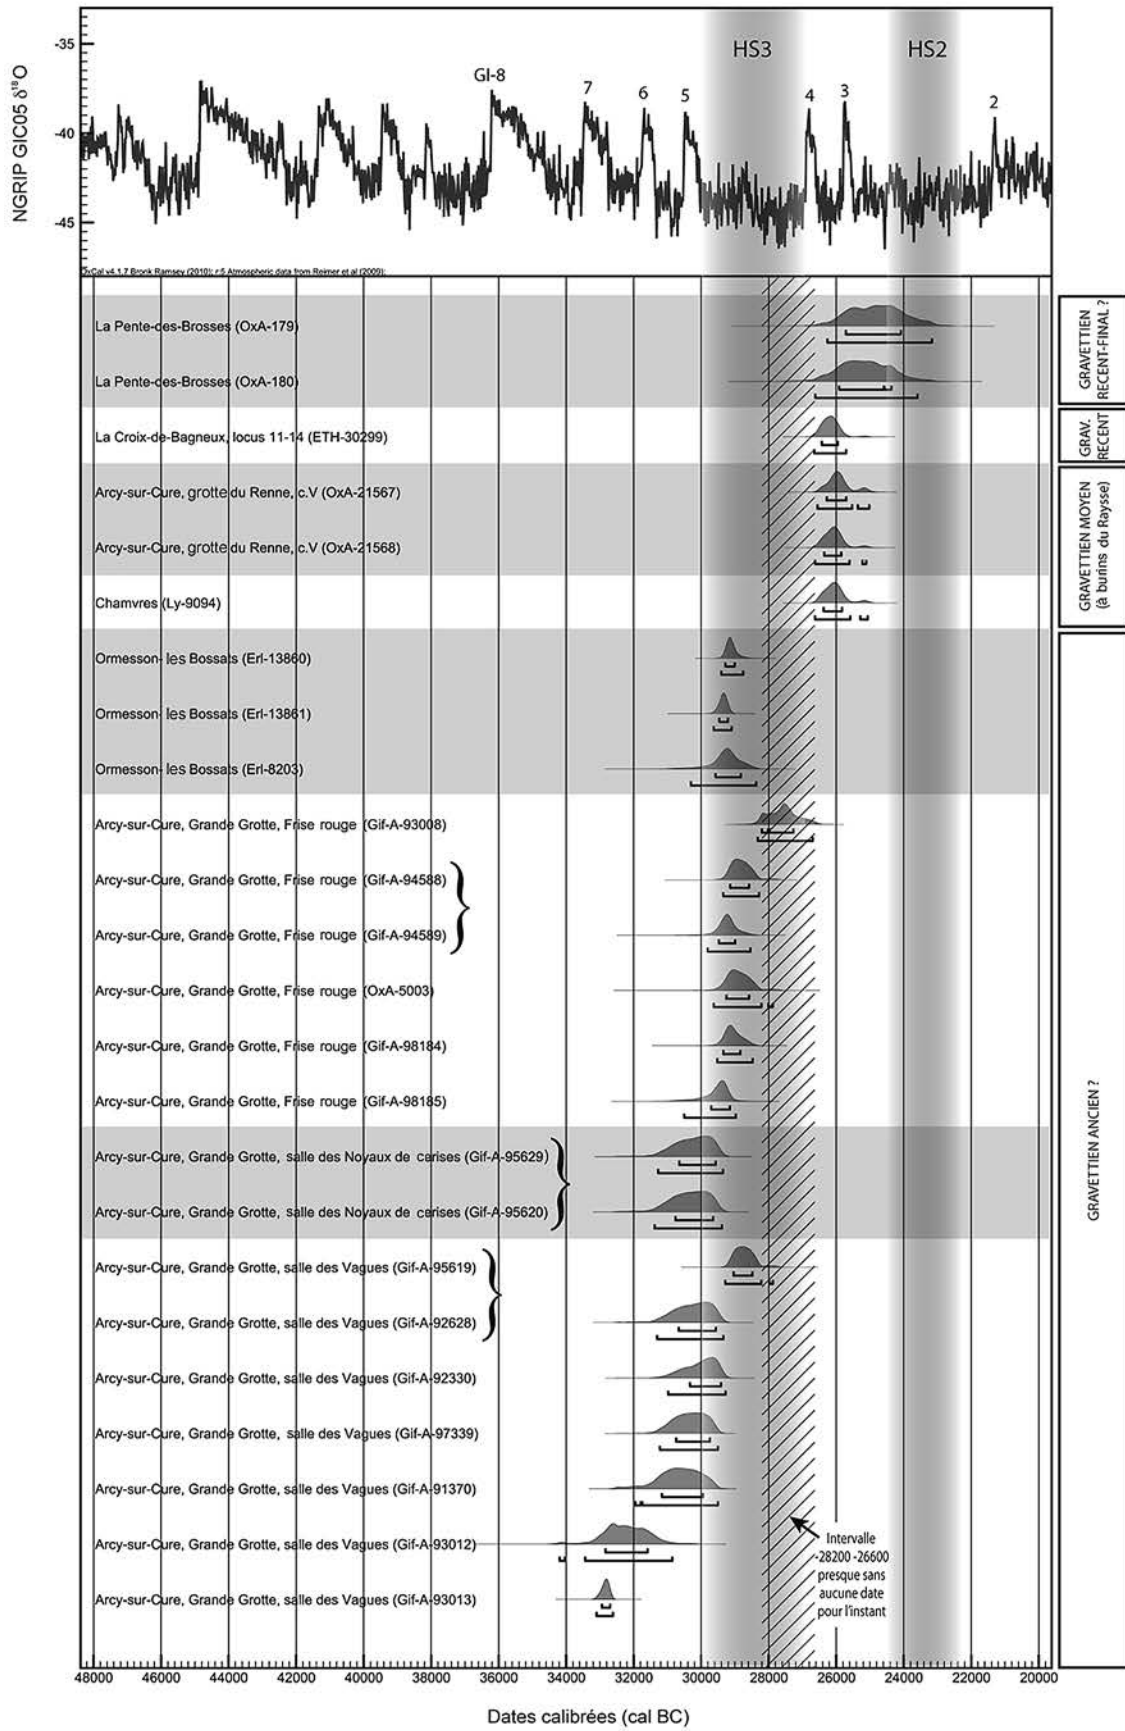 HS3
HS2
-35
-40
-45
NGRIP GIC05 δ¹⁸O
GI-8
7
6
5
4
3
2
OxCal v4.1.7 Bronk Ramsey (2010); r:5 Atmospheric data from Reimer et al (2009);
La Pente-des-Brosses (OxA-179)
La Pente-des-Brosses (OxA-180)
La Croix-de-Bagneux, locus 11-14 (ETH-30299)
Arcy-sur-Cure, grotte du Renne, c.V (OxA-21567)
Arcy-sur-Cure, grotte du Renne, c.V (OxA-21568)
Chamvres (Ly-9094)
Ormesson- les Bossats (Erl-13860)
Ormesson- les Bossats (Erl-13861)
Ormesson- les Bossats (Erl-8203)
Arcy-sur-Cure, Grande Grotte, Frise rouge (Gif-A-93008)
Arcy-sur-Cure, Grande Grotte, Frise rouge (Gif-A-94588)
Arcy-sur-Cure, Grande Grotte, Frise rouge (Gif-A-94589)
Arcy-sur-Cure, Grande Grotte, Frise rouge (OxA-5003)
Arcy-sur-Cure, Grande Grotte, Frise rouge (Gif-A-98184)
Arcy-sur-Cure, Grande Grotte, Frise rouge (Gif-A-98185)
Arcy-sur-Cure, Grande Grotte, salle des Noyaux de cerises (Gif-A-95629)
Arcy-sur-Cure, Grande Grotte, salle des Noyaux de cerises (Gif-A-95620)
Arcy-sur-Cure, Grande Grotte, salle des Vagues (Gif-A-95619)
Arcy-sur-Cure, Grande Grotte, salle des Vagues (Gif-A-92628)
Arcy-sur-Cure, Grande Grotte, salle des Vagues (Gif-A-92330)
Arcy-sur-Cure, Grande Grotte, salle des Vagues (Gif-A-97339)
Arcy-sur-Cure, Grande Grotte, salle des Vagues (Gif-A-91370)
Arcy-sur-Cure, Grande Grotte, salle des Vagues (Gif-A-93012)
Arcy-sur-Cure, Grande Grotte, salle des Vagues (Gif-A-93013)
Intervalle
-28200 -26600
presque sans
aucune date
pour l'instant
GRAVETTIEN
RECENT-FINAL ?
GRAV.
RECENT
GRAVETTIEN MOYEN
(à burins du Raysse)
GRAVETTIEN ANCIEN ?
48000
46000
44000
42000
40000
38000
36000
34000
32000
30000
28000
26000
24000
22000
20000
Dates calibrées (cal BC)